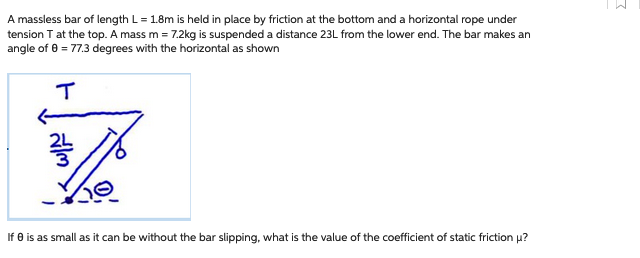 A massless bar of length L = 1.8m is held in place by friction at the bottom and a horizontal rope under
tension T at the top. A mass m = 7.2kg is suspended a distance 23L from the lower end. The bar makes an
angle of θ = 77.3 degrees with the horizontal as shown
T
2L
3
θ
If θ is as small as it can be without the bar slipping, what is the value of the coefficient of static friction μ?